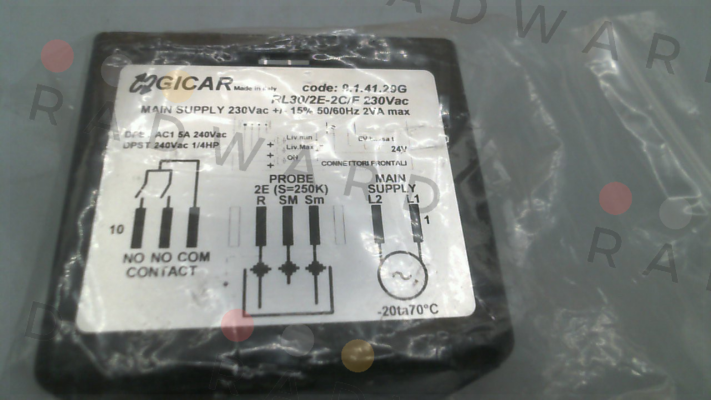 GICAR Made in Italy code: 9.1.41.29G
RL30/2E-2C/F 230Vac
MAIN SUPPLY 230Vac +/- 15% 50/60Hz 2VA max
AC1 5A 240Vac
DPST 240Vac 1/4HP
+ Liv.
+ Liv.Max
+
24V
CONNETTORI FRONTALI
PROBE
2E (S=250K)
R SM Sm
MAIN
SUPPLY
L2 L1
10
1
NO NO COM
CONTACT
-20ta70°C
RADWARD
RADWARD